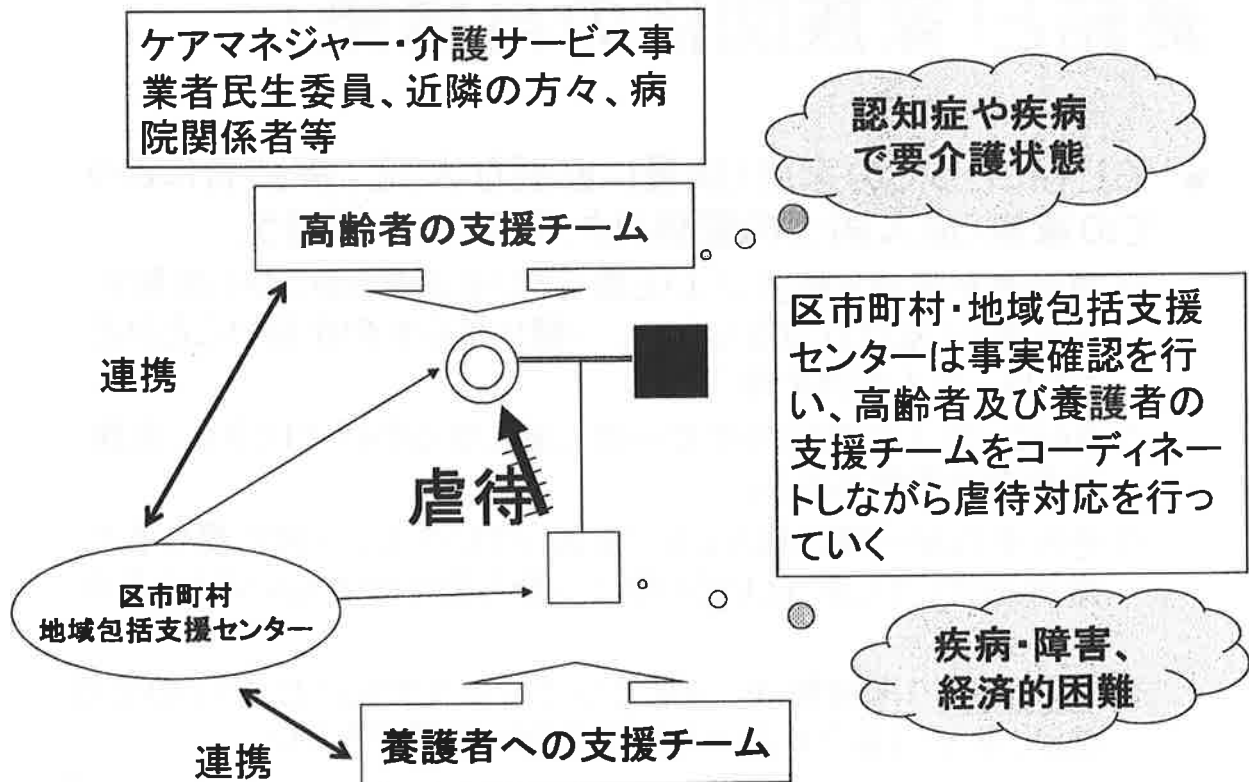 ケアマネジャー・介護サービス事
業者民生委員、近隣の方々、病
院関係者等
認知症や疾病
で要介護状態
高齢者の支援チーム
区市町村・地域包括支援
センターは事実確認を行
い、高齢者及び養護者の
支援チームをコーディネー
トしながら虐待対応を行っ
ていく
連携
虐待
区市町村
地域包括支援センター
疾病・障害、
経済的困難
養護者への支援チーム
連携